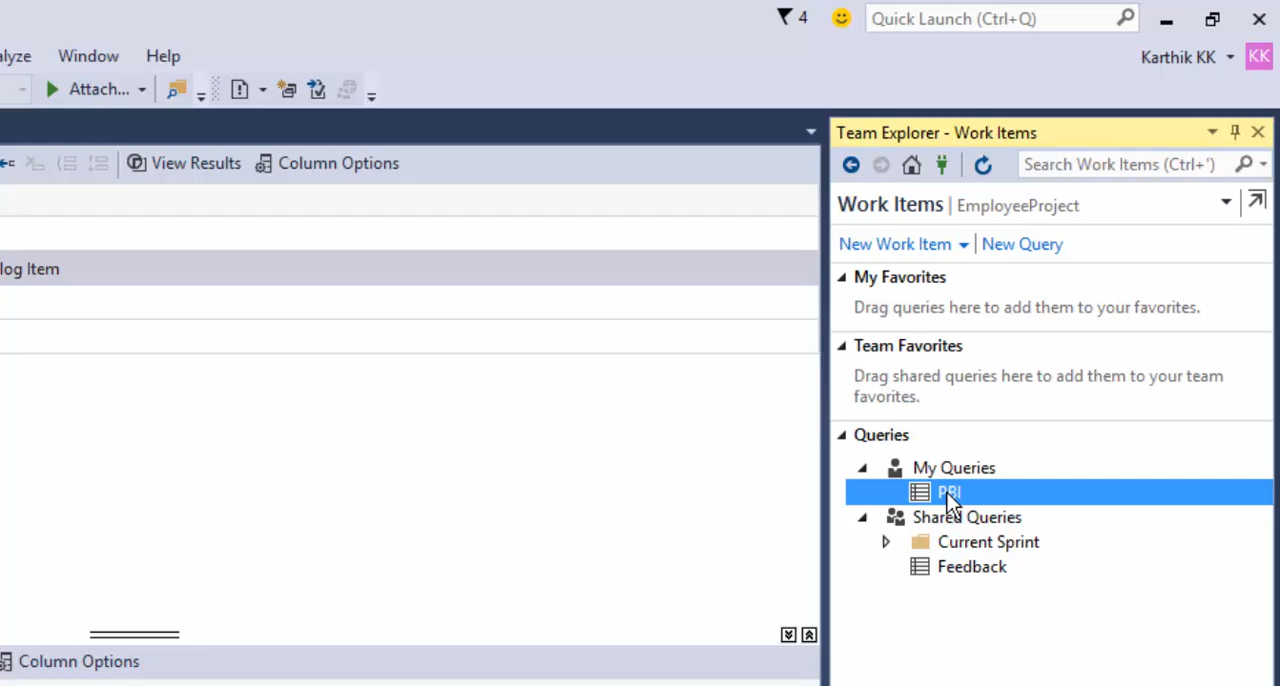 4
Quick Launch (Ctrl+Q)
alyze Window Help
Karthik KK
KK
Attach...
Team Explorer - Work Items
View Results Column Options
Search Work Items (Ctrl+')
Work Items | EmployeeProject
New Work Item New Query
log Item
My Favorites
Drag queries here to add them to your favorites.
Team Favorites
Drag shared queries here to add them to your team
favorites.
Queries
My Queries
PBI
Shared Queries
Current Sprint
Feedback
Column Options